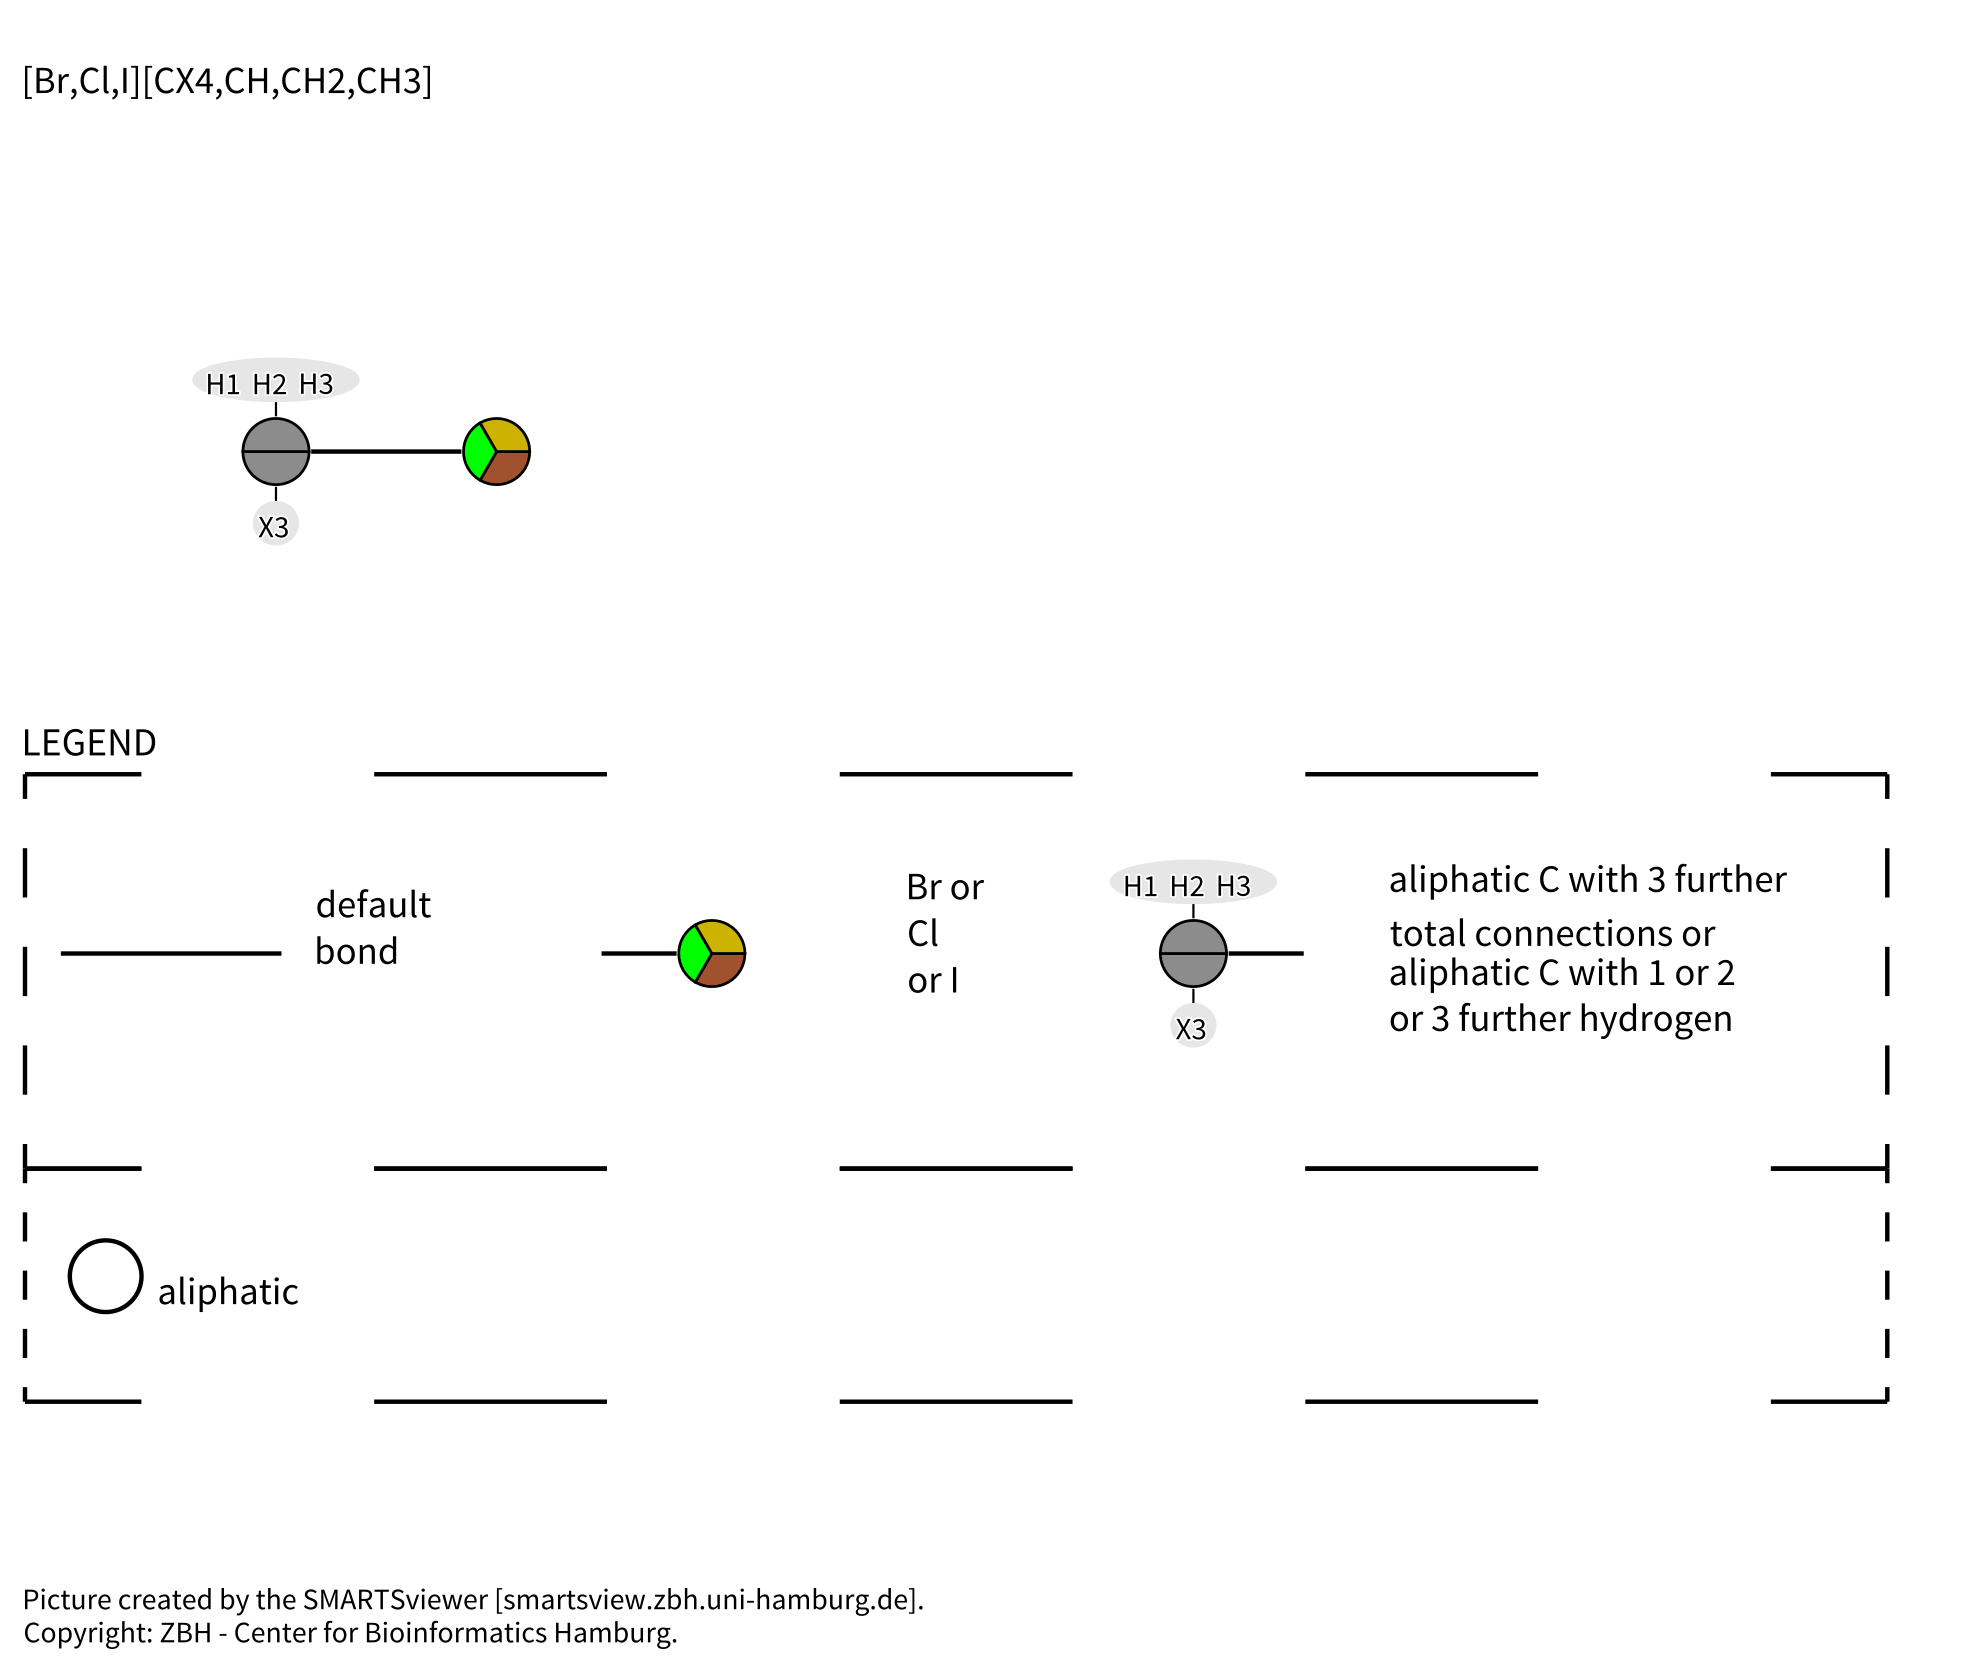 [Br,Cl,I][CX4,CH,CH2,CH3]
H1 H2 H3
X3
LEGEND
default
bond
Br or
Cl
or I
H1 H2 H3
X3
aliphatic C with 3 further
total connections or
aliphatic C with 1 or 2
or 3 further hydrogen
aliphatic
Picture created by the SMARTSviewer [smartsview.zbh.uni-hamburg.de].
Copyright: ZBH - Center for Bioinformatics Hamburg.